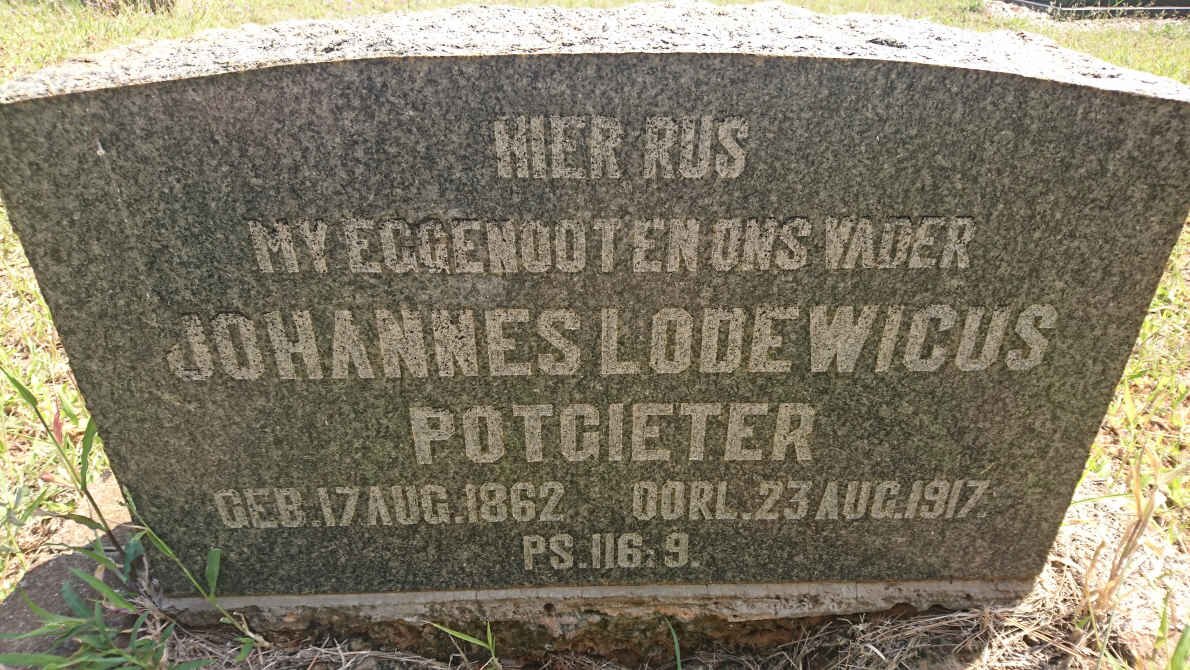 HIER RUS
MY EGGENOOT EN ONS VADER
JOHANNES LODEWICUS
POTGIETER
GEB. 17 AUG. 1862 OORL. 23 AUG. 1917.
PS. 116: 9.